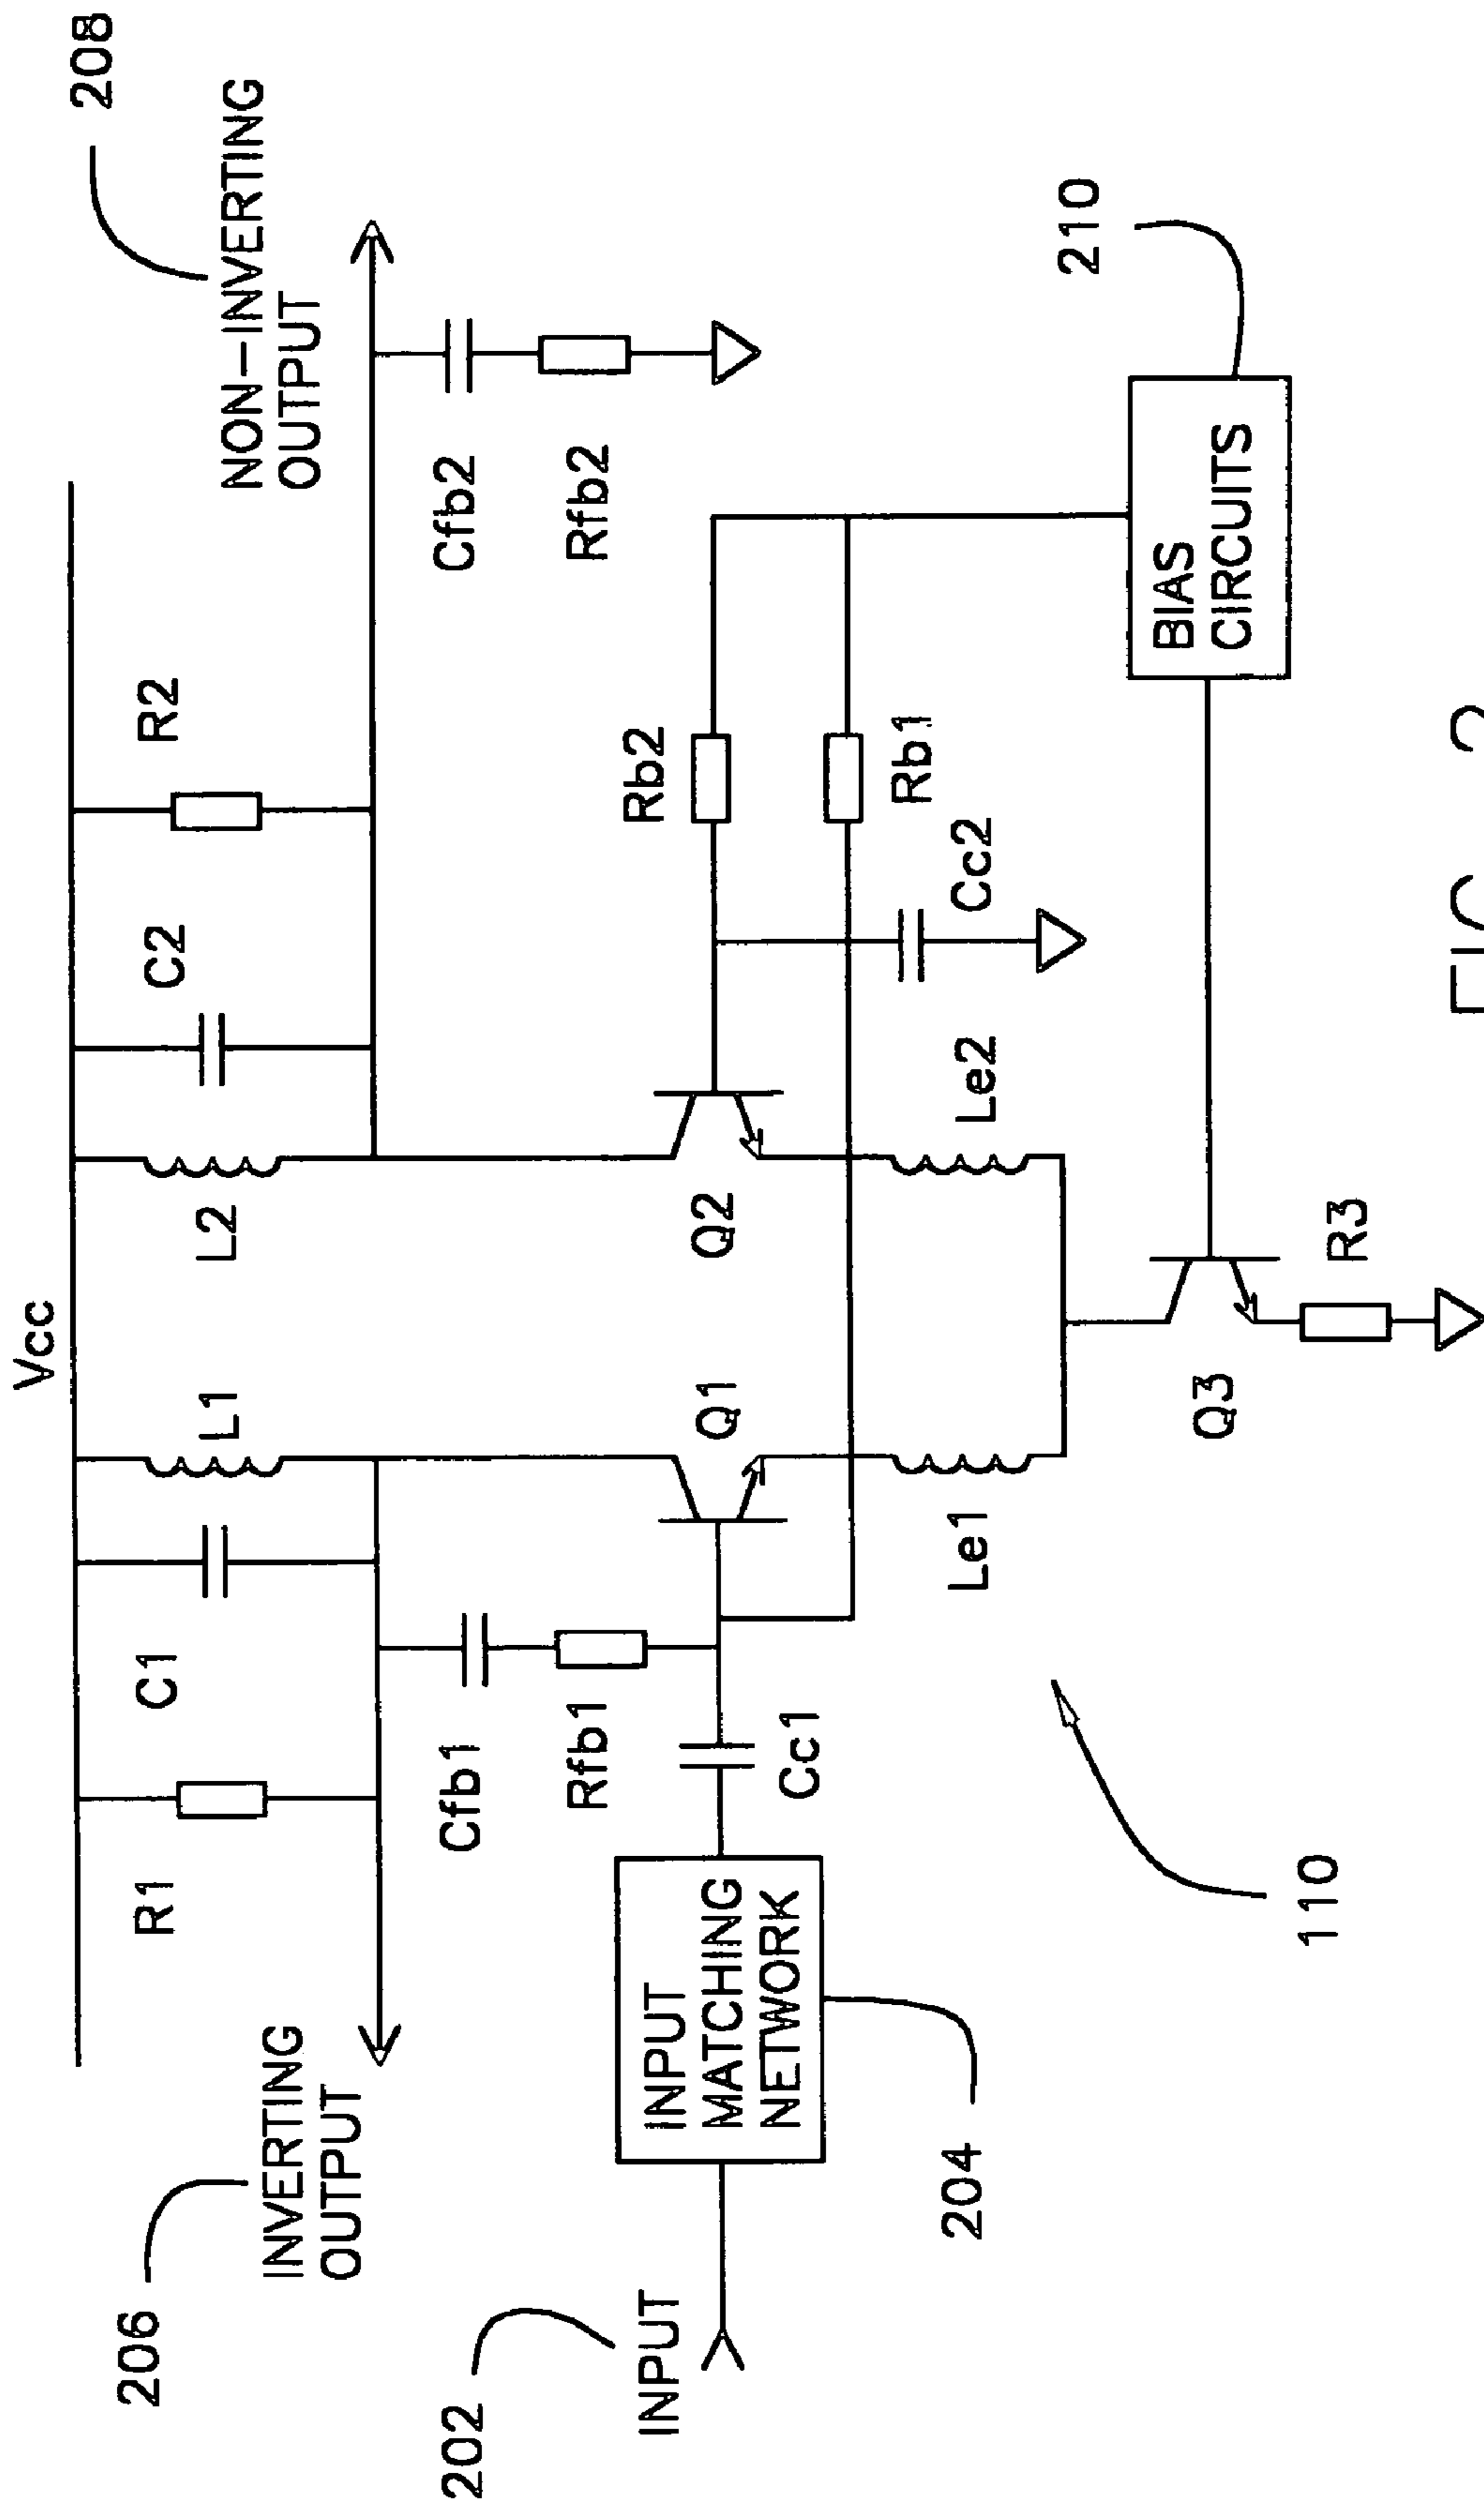 Vcc
208
NON-INVERTING
OUTPUT
R1
C1
L1
L2
C2
R2
206
INVERTING
OUTPUT
Cfb1
Rfb1
Cfb2
Rfb2
202
INPUT
INPUT
MATCHING
NETWORK
Cc1
Q1
Q2
Rb2
Rb1
Cc2
204
Le1
Le2
210
BIAS
CIRCUITS
110
Q3
R3